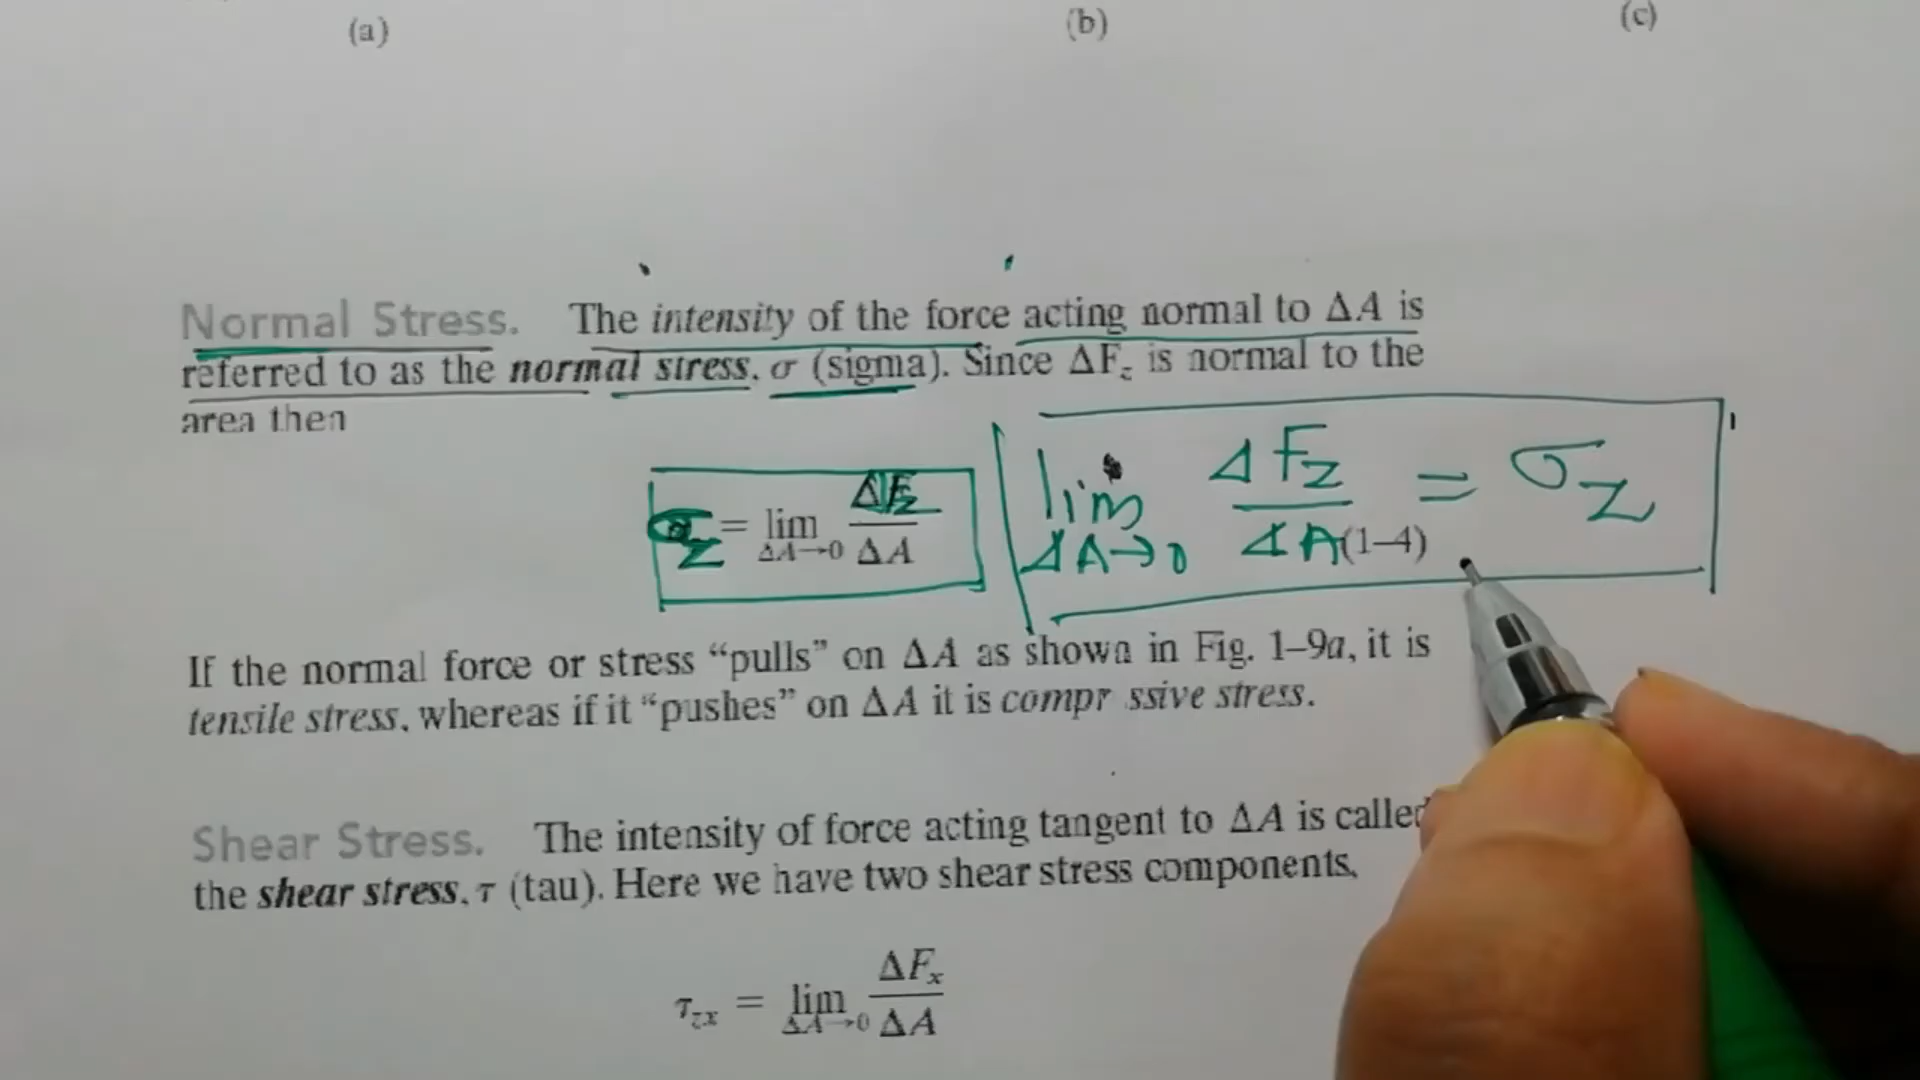 (a) (b) (c)
Normal Stress. The intensity of the force acting normal to ΔA is
referred to as the normal stress, σ (sigma). Since ΔF_z is normal to the
area then
σ_z = lim_{ΔA→0} ΔF_z/ΔA (1–4)
lim_{ΔA→0} ΔF_z/ΔA = σ_z
If the normal force or stress “pulls” on ΔA as shown in Fig. 1–9a, it is
tensile stress, whereas if it “pushes” on ΔA it is compr ssive stress.
Shear Stress. The intensity of force acting tangent to ΔA is called
the shear stress, τ (tau). Here we have two shear stress components,
τ_zx = lim_{ΔA→0} ΔF_x/ΔA